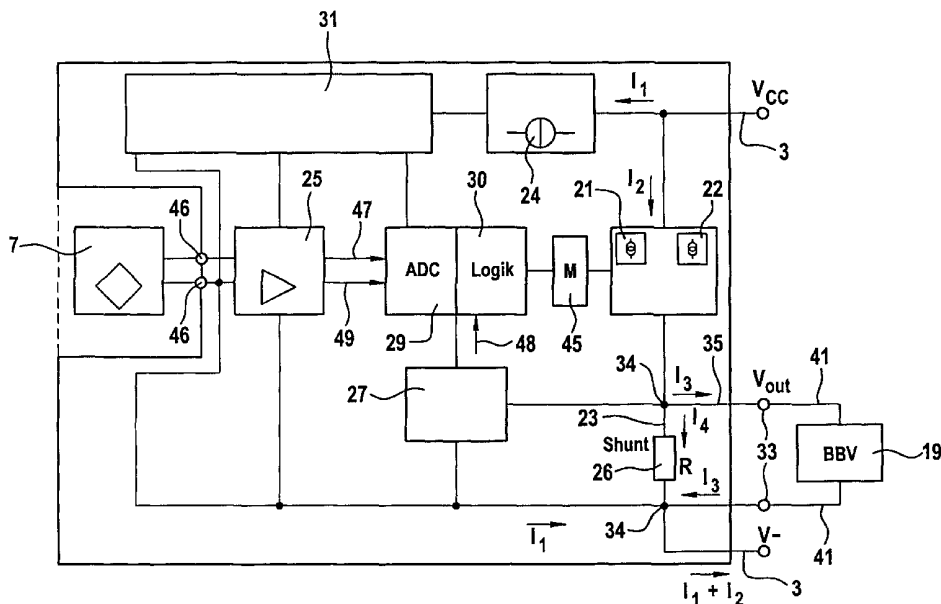 31
I1
VCC
3
24
I2
25
30
21
22
7
46
47
ADC
Logik
M
46
49
29
48
45
27
34
I3
35
Vout
41
23
I4
Shunt
26
R
33
BBV
19
I3
I1
34
41
V–
I1 + I2
3